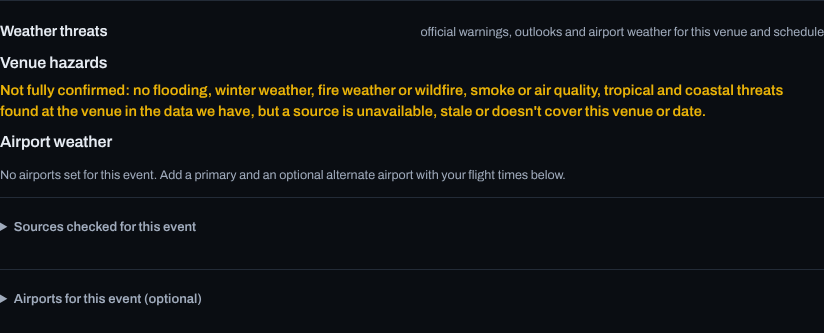 Weather threats
official warnings, outlooks and airport weather for this venue and schedule
Venue hazards
Not fully confirmed: no flooding, winter weather, fire weather or wildfire, smoke or air quality, tropical and coastal threats
found at the venue in the data we have, but a source is unavailable, stale or doesn't cover this venue or date.
Airport weather
No airports set for this event. Add a primary and an optional alternate airport with your flight times below.
Sources checked for this event
Airports for this event (optional)